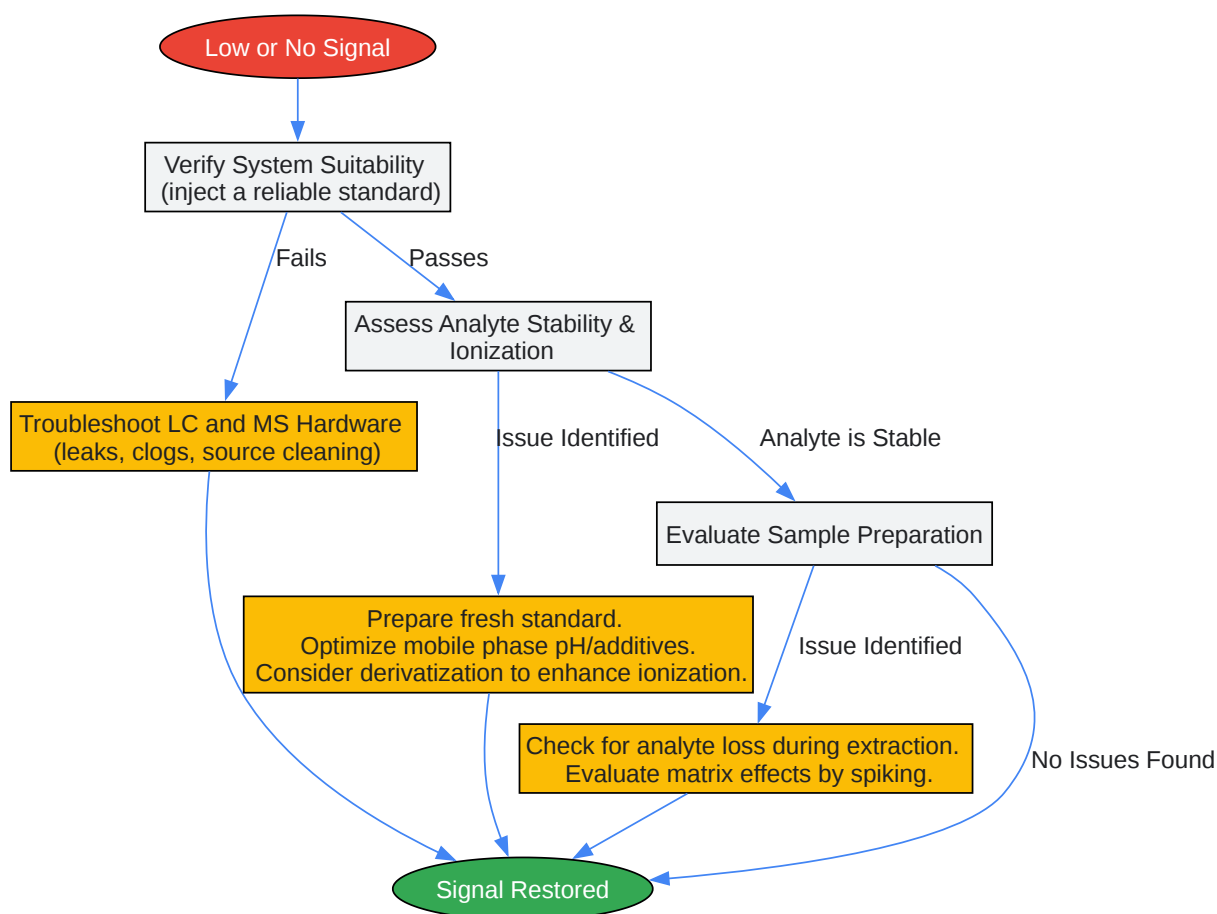 Low or No Signal
Verify System Suitability
(inject a reliable standard)
Fails
Passes
Assess Analyte Stability &
Ionization
Troubleshoot LC and MS Hardware
(leaks, clogs, source cleaning)
Issue Identified
Analyte is Stable
Evaluate Sample Preparation
Prepare fresh standard.
Optimize mobile phase pH/additives.
Consider derivatization to enhance ionization.
Issue Identified
Check for analyte loss during extraction.
Evaluate matrix effects by spiking.
No Issues Found
Signal Restored